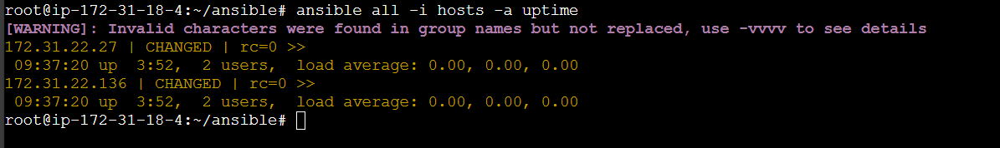 root@ip-172-31-18-4:~/ansible# ansible all -i hosts -a uptime
[WARNING]: Invalid characters were found in group names but not replaced, use -vvvv to see details
172.31.22.27 | CHANGED | rc=0 >>
 09:37:20 up  3:52,  2 users,  load average: 0.00, 0.00, 0.00
172.31.22.136 | CHANGED | rc=0 >>
 09:37:20 up  3:52,  2 users,  load average: 0.00, 0.00, 0.00
root@ip-172-31-18-4:~/ansible#